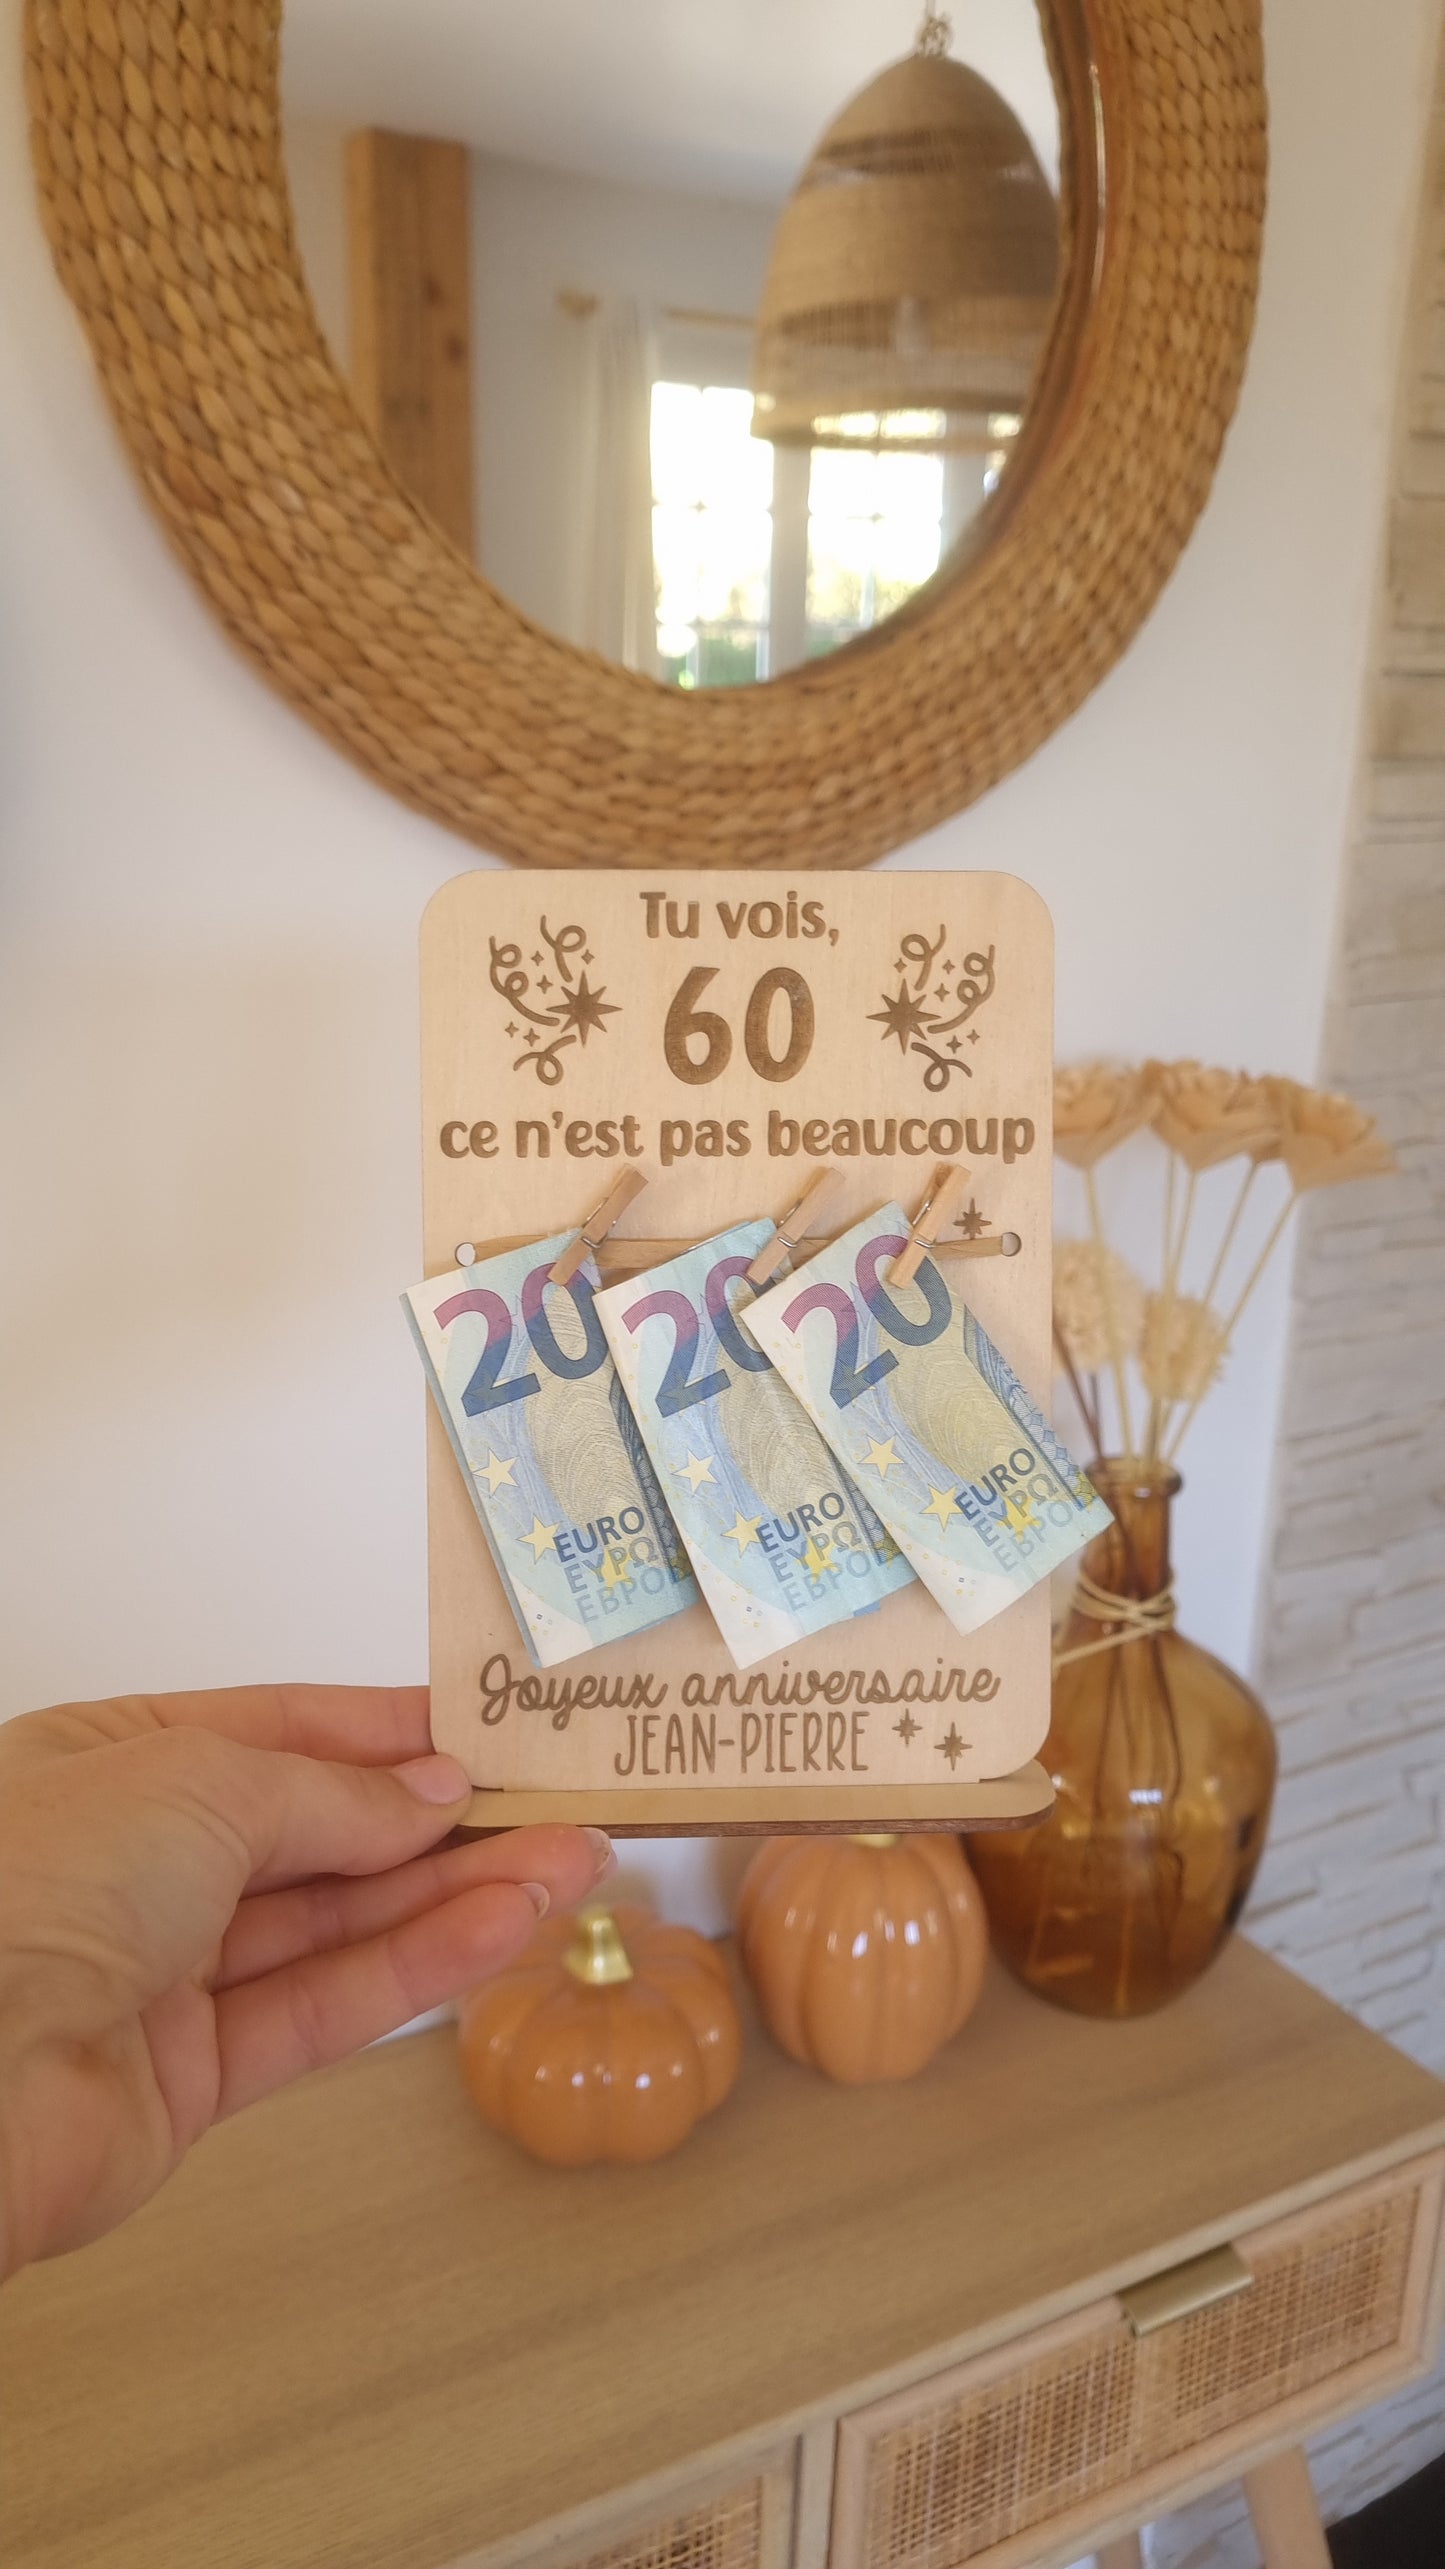 Tu vois,
60
ce n'est pas beaucoup
20 20 20
EURO EURO EURO
ΕΥΡΩ ΕΥΡΩ ΕΥΡΩ
ЕВРО ЕВРО ЕВРО
Joyeux anniversaire
JEAN-PIERRE